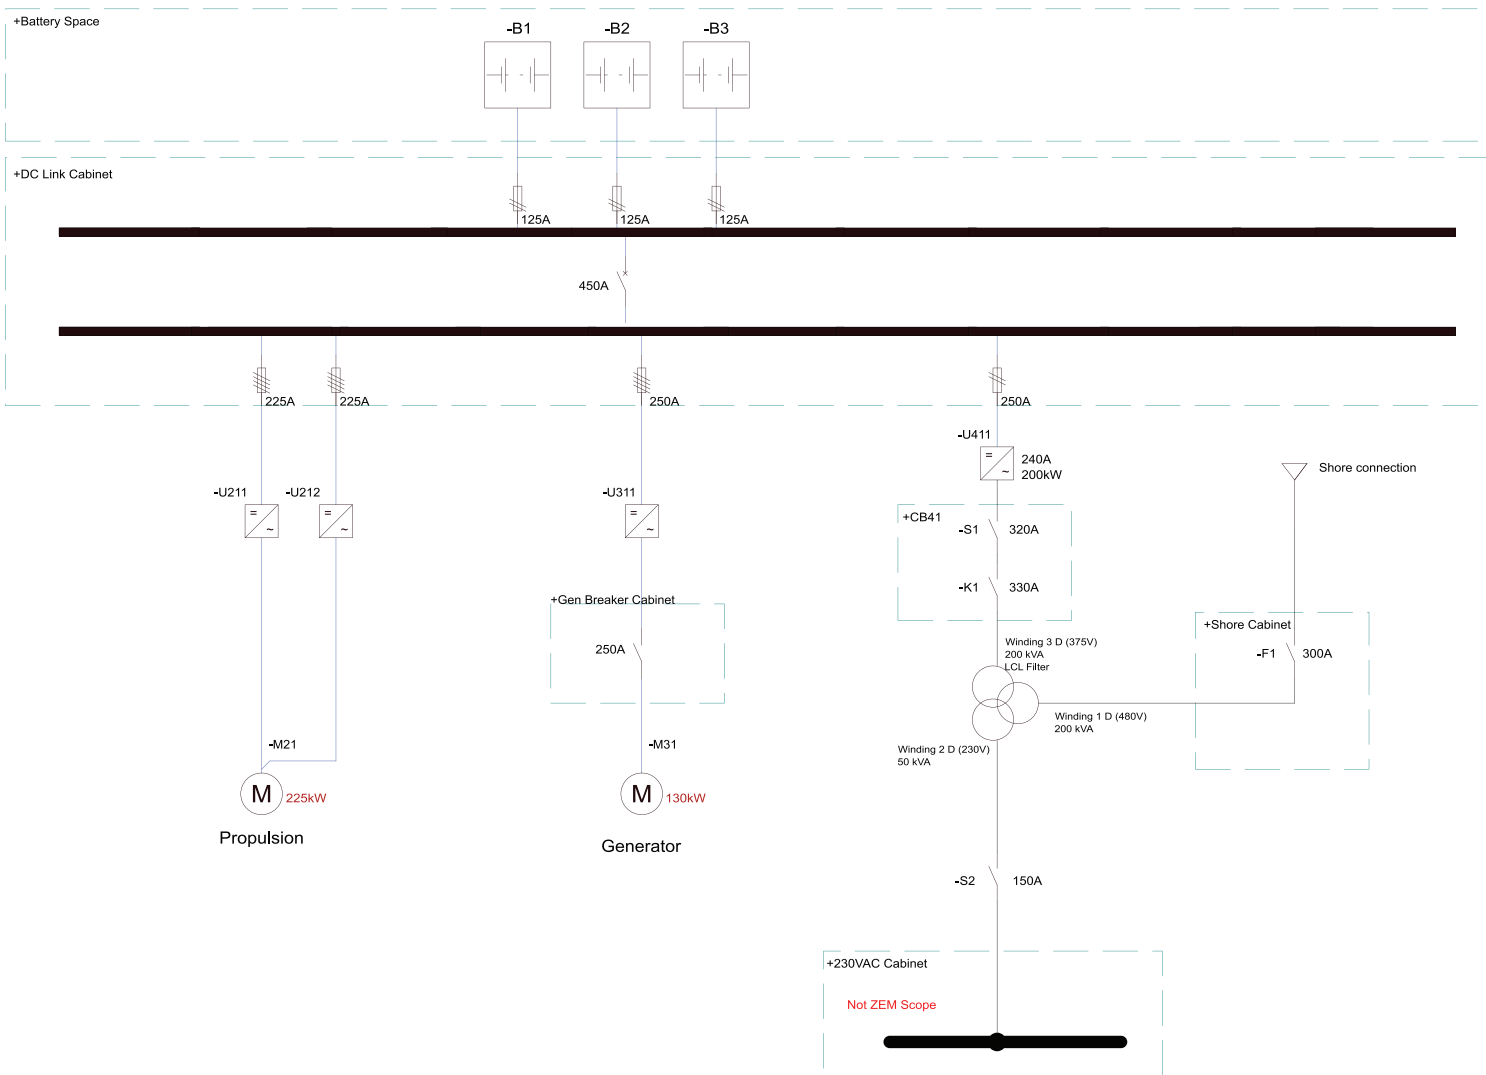 +Battery Space
-B1
-B2
-B3
+DC Link Cabinet
125A
125A
125A
450A
225A
225A
250A
250A
-U411
=
~
240A
200kW
Shore connection
-U211
=
~
-U212
=
~
-U311
=
~
+CB41
-S1
320A
-K1
330A
+Gen Breaker Cabinet
250A
+Shore Cabinet
-F1
300A
Winding 3 D (375V)
200 kVA
LCL Filter
Winding 1 D (480V)
200 kVA
Winding 2 D (230V)
50 kVA
-M21
M
225kW
Propulsion
-M31
M
130kW
Generator
-S2
150A
+230VAC Cabinet
Not ZEM Scope